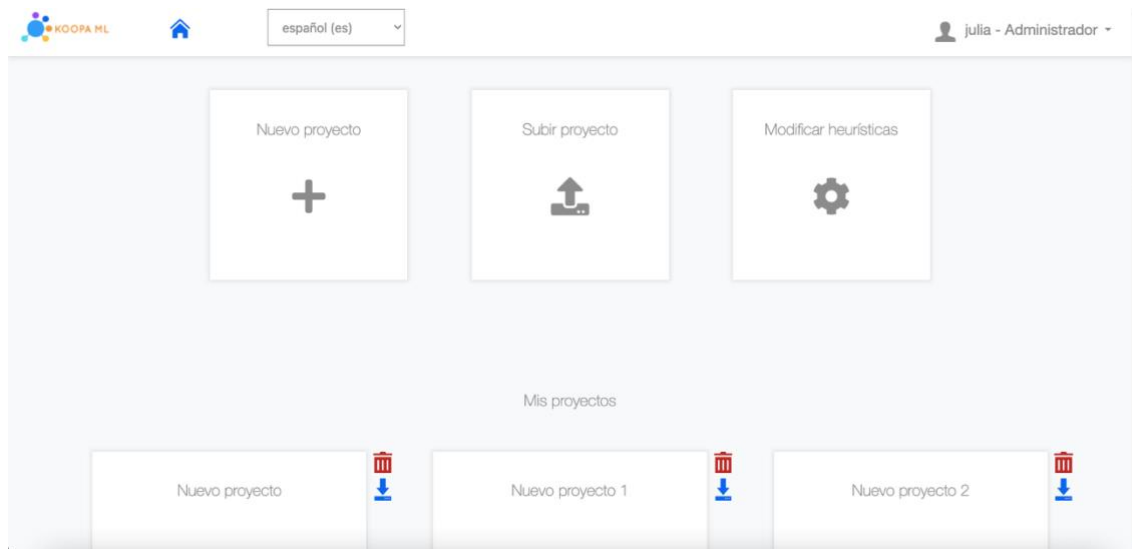 KOOPA ML
español (es)
julia - Administrador
Nuevo proyecto
Subir proyecto
Modificar heurísticas
Mis proyectos
Nuevo proyecto
Nuevo proyecto 1
Nuevo proyecto 2